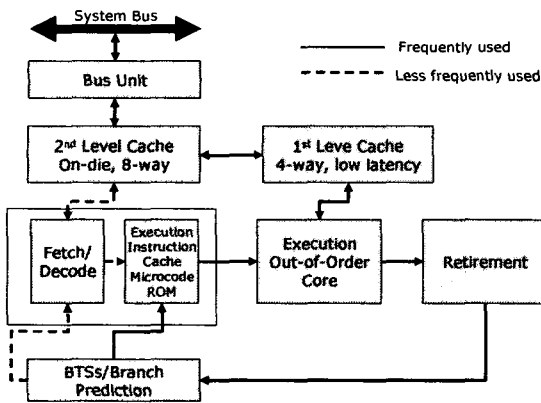 System Bus
Frequently used
Less frequently used
Bus Unit
2nd Level Cache
On-die, 8-way
1st Leve Cache
4-way, low latency
Fetch/
Decode
Execution
Instruction
Cache
Microcode
ROM
Execution
Out-of-Order
Core
Retirement
BTSs/Branch
Prediction